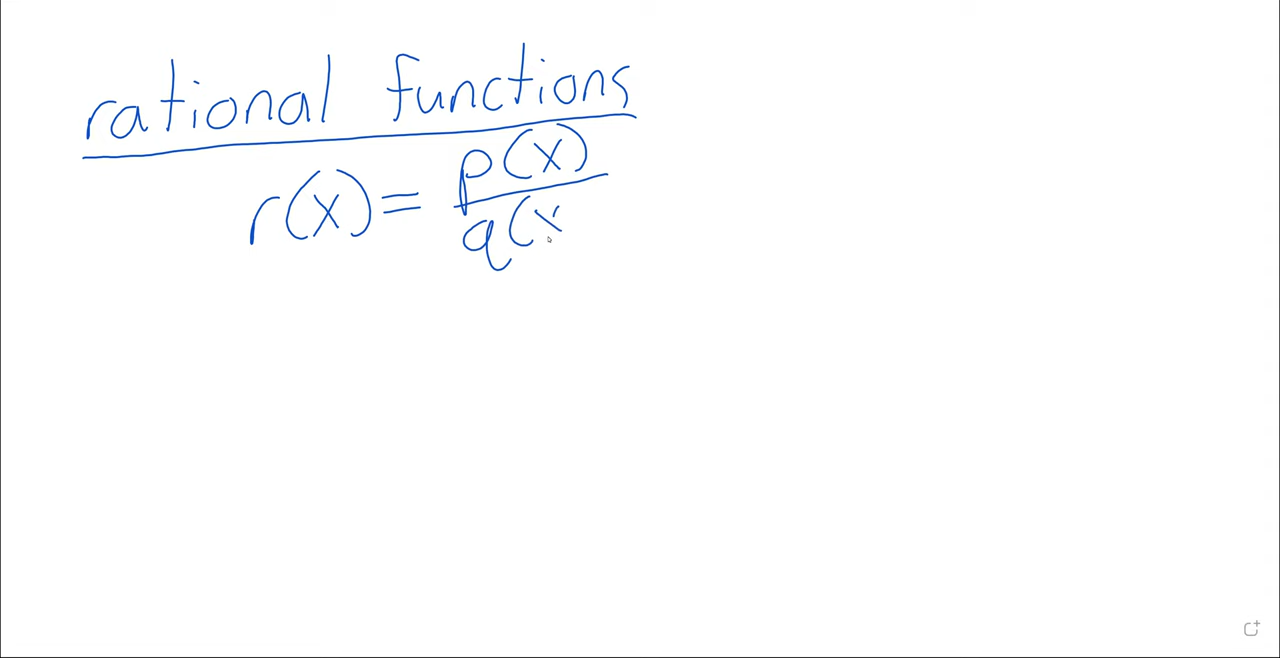 rational functions
r(x) = p(x)/q(x